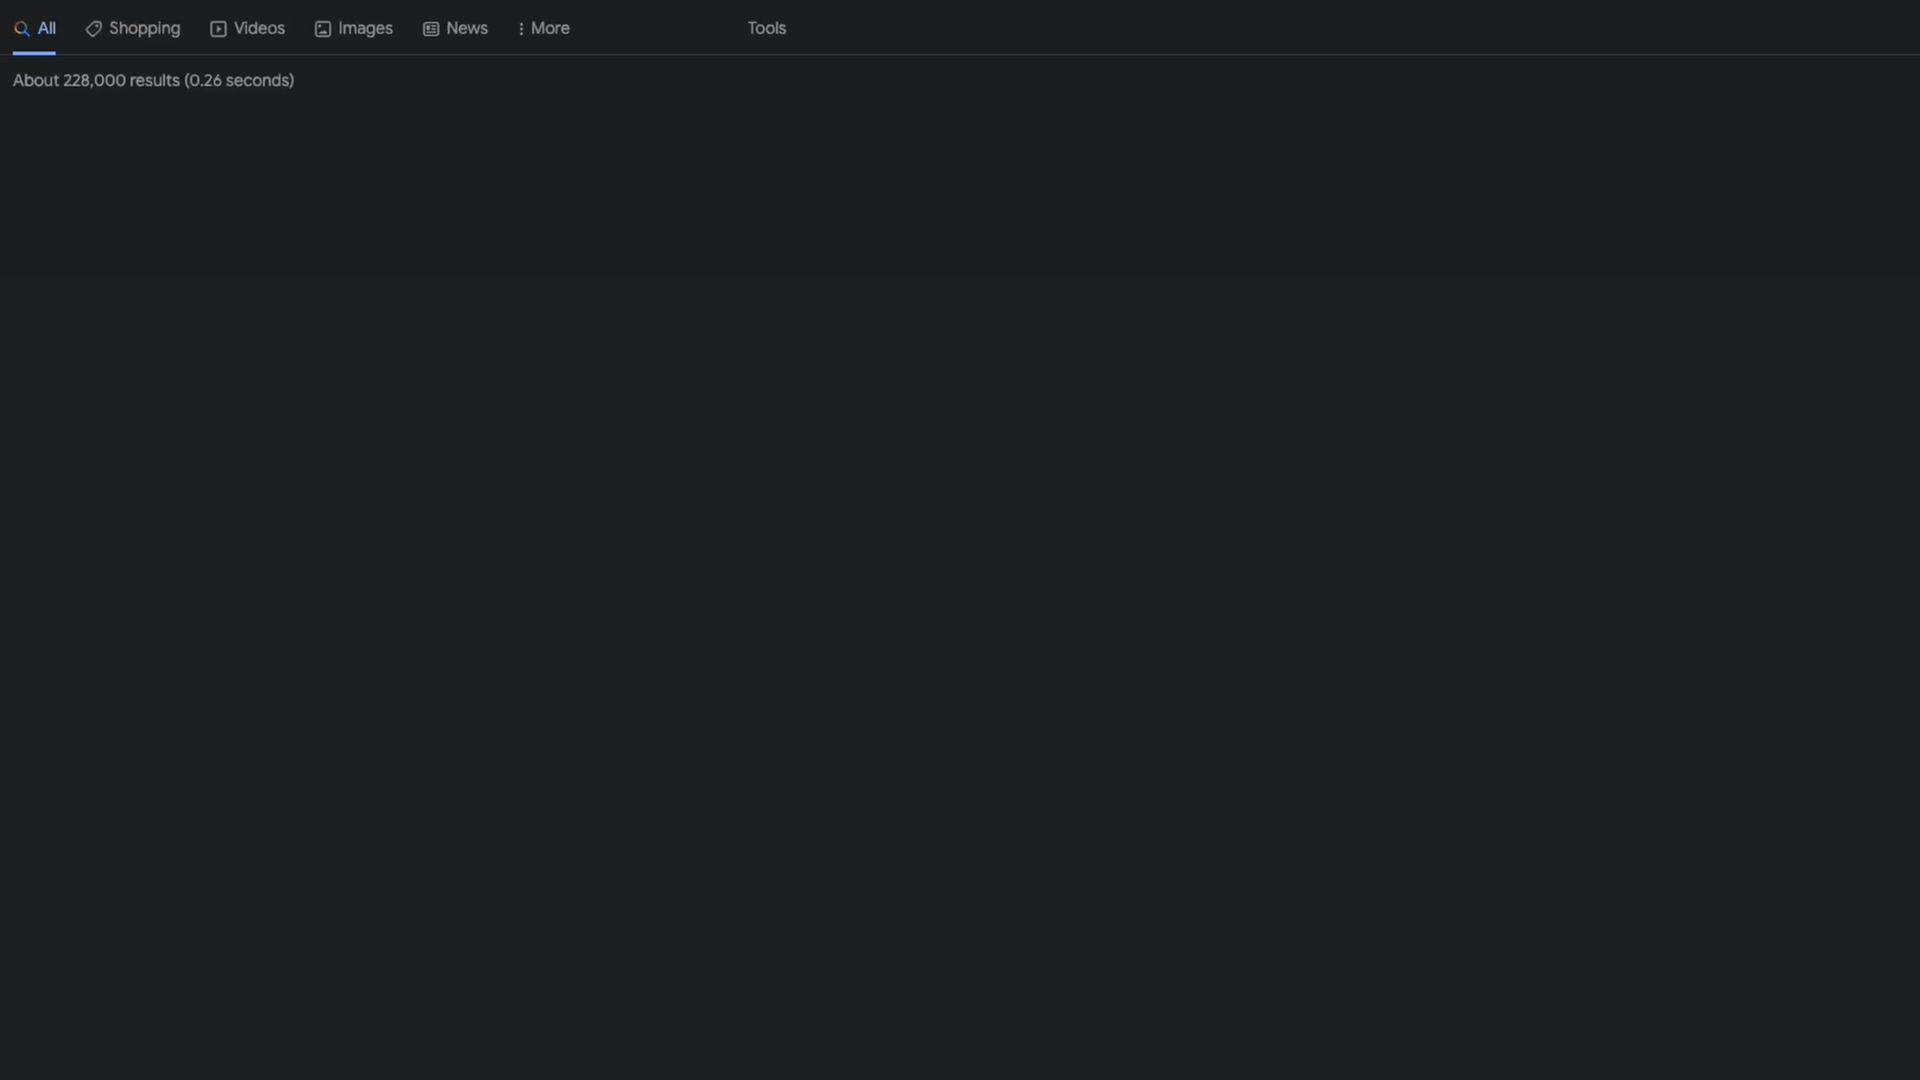 All Shopping Videos Images News More Tools
About 228,000 results (0.26 seconds)